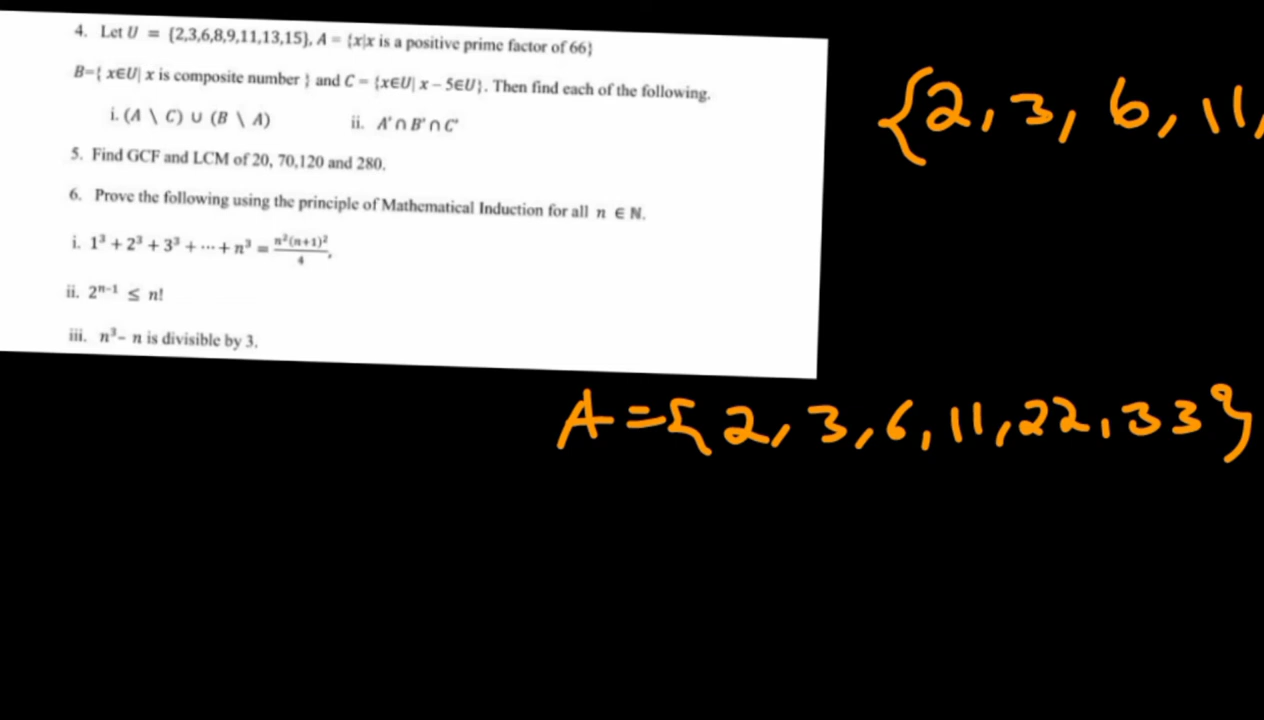 4. Let U = {2,3,6,8,9,11,13,15}, A = {x|x is a positive prime factor of 66}
B={ x∈U| x is composite number } and C = {x∈U| x – 5∈U}. Then find each of the following.
i. (A \ C) ∪ (B \ A) ii. A' ∩ B' ∩ C'
5. Find GCF and LCM of 20, 70,120 and 280.
6. Prove the following using the principle of Mathematical Induction for all n ∈ ℕ.
i. 1³ + 2³ + 3³ + ⋯ + n³ = n²(n+1)²/4,
ii. 2ⁿ⁻¹ ≤ n!
iii. n³– n is divisible by 3.
{2, 3, 6, 11,
A={2, 3, 6, 11, 22, 33}